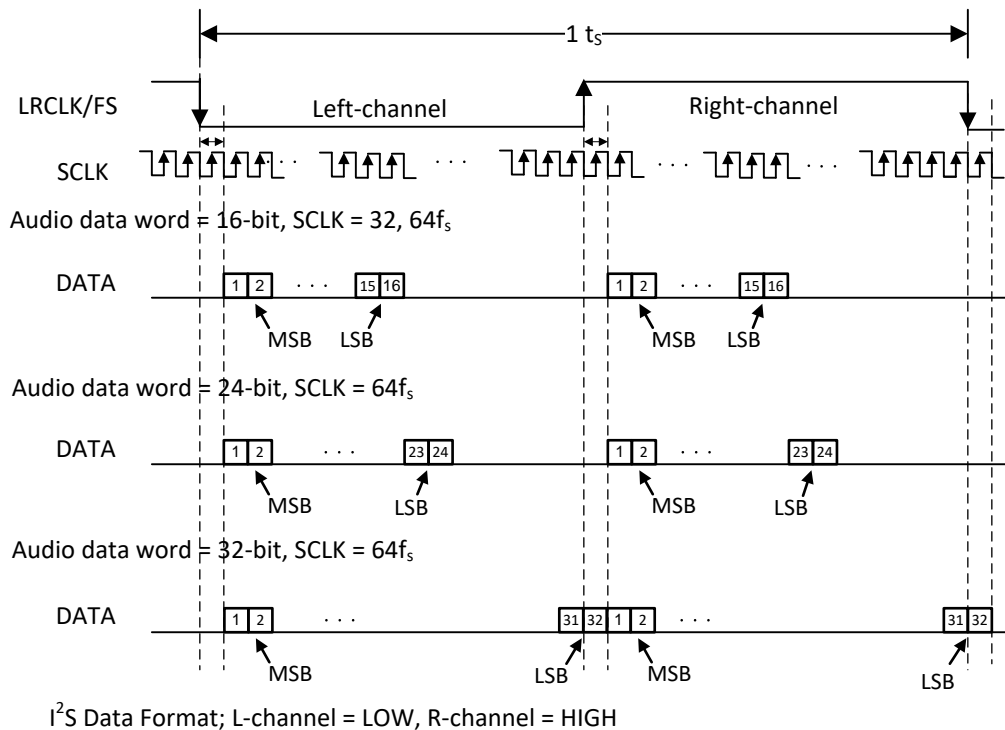 1 tS
LRCLK/FS Left-channel Right-channel
SCLK . . . . . . . . . . . .
Audio data word = 16-bit, SCLK = 32, 64fs
DATA 1 2 . . . 15 16 1 2 . . . 15 16
MSB LSB MSB LSB
Audio data word = 24-bit, SCLK = 64fs
DATA 1 2 . . . 23 24 1 2 . . . 23 24
MSB LSB MSB LSB
Audio data word = 32-bit, SCLK = 64fs
DATA 1 2 . . . 31 32 1 2 . . . 31 32
MSB LSB MSB LSB
I²S Data Format; L-channel = LOW, R-channel = HIGH